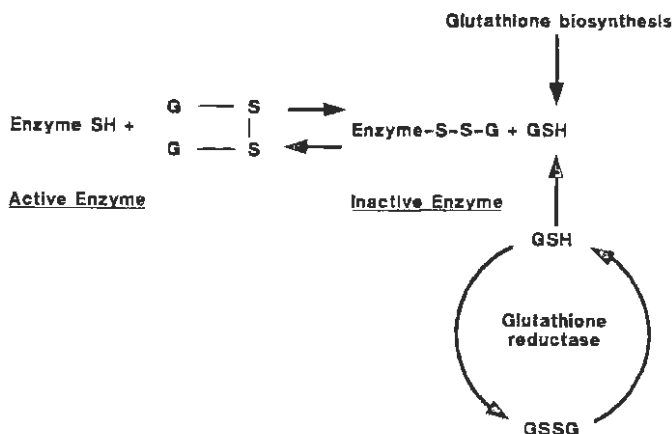 Glutathione biosynthesis
G — S
Enzyme SH +
Enzyme-S-S-G + GSH
G — S
Active Enzyme
Inactive Enzyme
GSH
Glutathione
reductase
GSSG